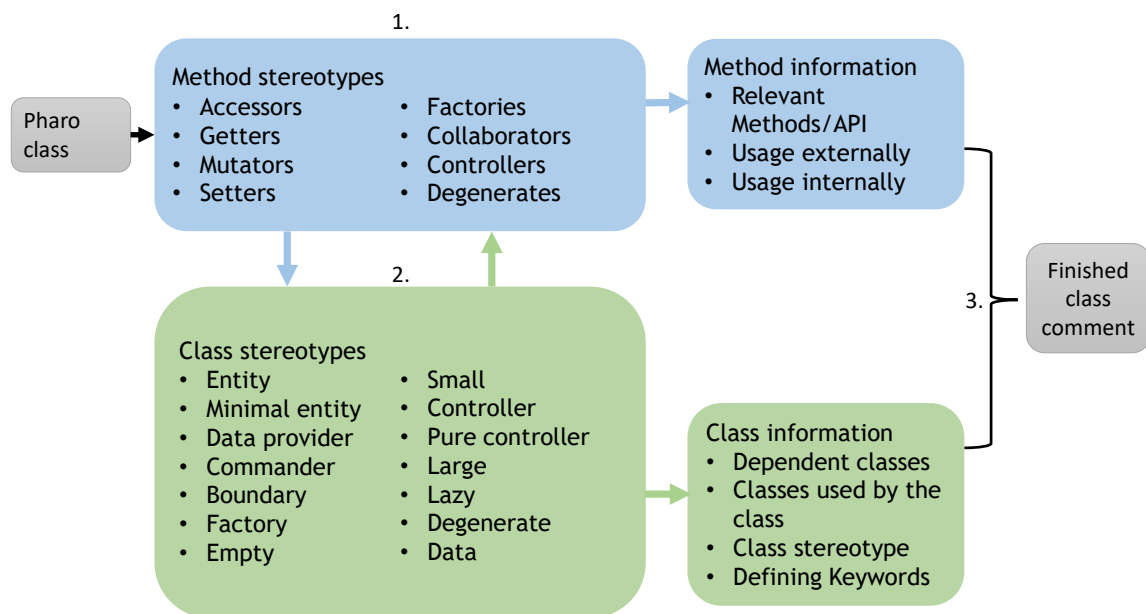 1.
Pharo
class
Method stereotypes
• Accessors
• Getters
• Mutators
• Setters
• Factories
• Collaborators
• Controllers
• Degenerates
Method information
• Relevant
Methods/API
• Usage externally
• Usage internally
2.
Class stereotypes
• Entity
• Minimal entity
• Data provider
• Commander
• Boundary
• Factory
• Empty
• Small
• Controller
• Pure controller
• Large
• Lazy
• Degenerate
• Data
Class information
• Dependent classes
• Classes used by the
class
• Class stereotype
• Defining Keywords
3.
Finished
class
comment